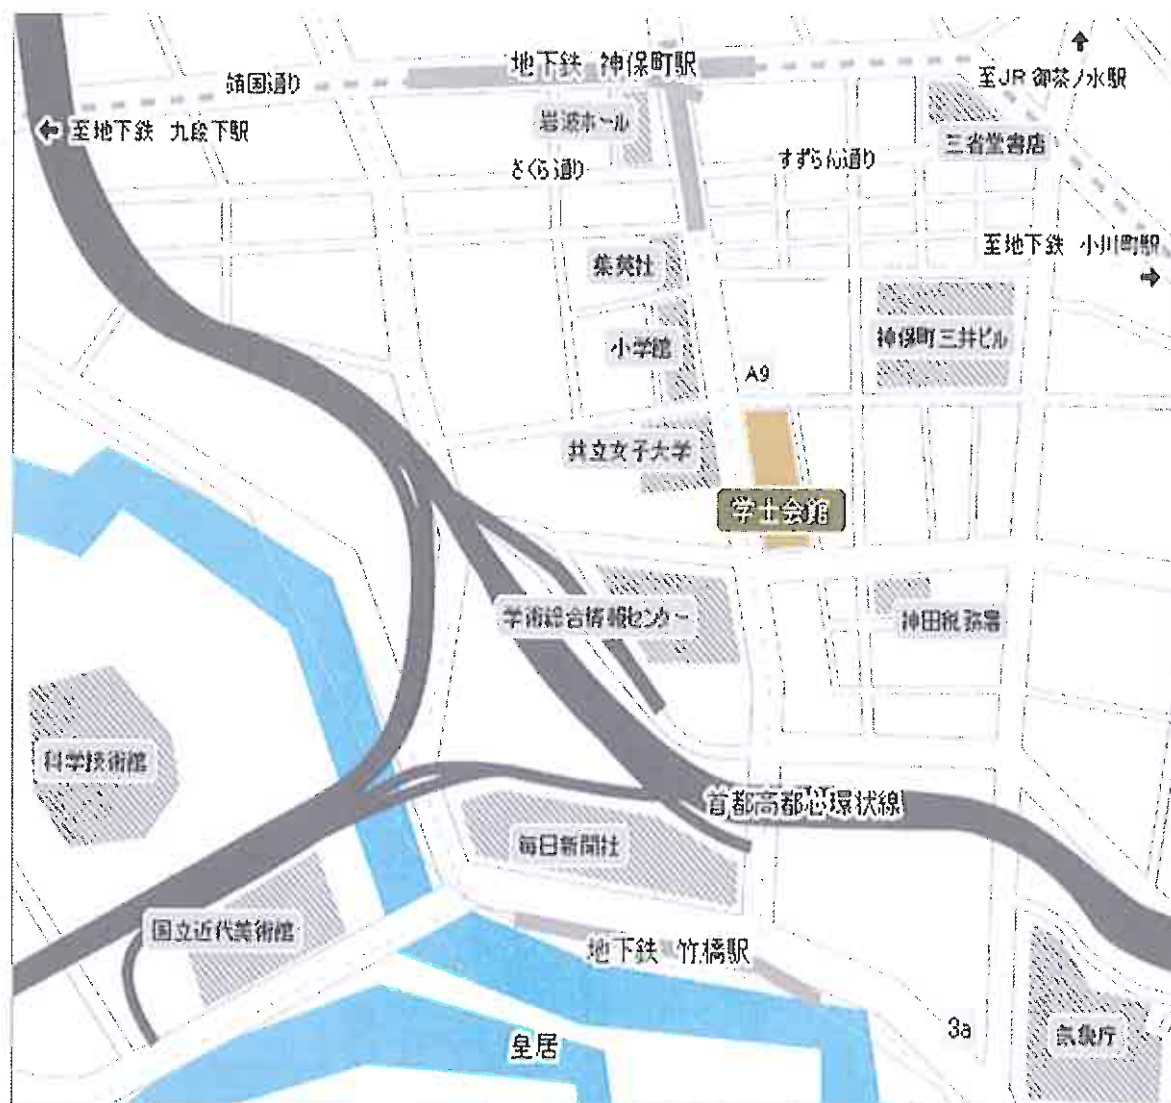 地下鉄 神保町駅
靖国通り
至JR 御茶ノ水駅
← 至地下鉄 九段下駅
岩波ホール
三省堂書店
さくら通り
すずらん通り
至地下鉄 小川町駅
集英社
小学館
神保町三井ビル
A9
共立女子大学
学士会館
学術総合情報センター
神田税務署
科学技術館
首都高都心環状線
毎日新聞社
国立近代美術館
地下鉄 竹橋駅
3a
気象庁
皇居